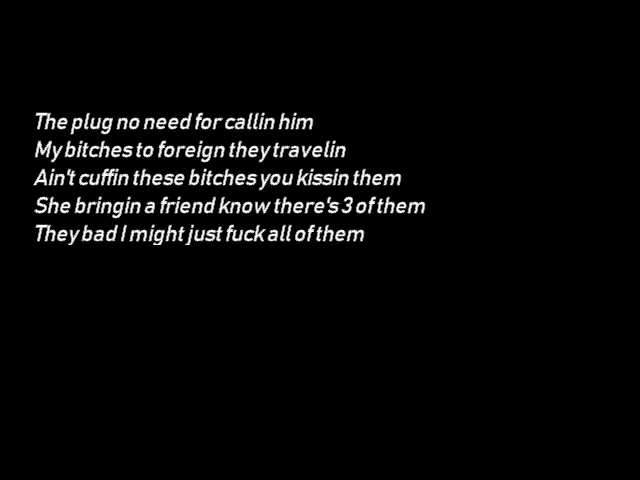 The plug no need for callin him
My bitches to foreign they travelin
Ain't cuffin these bitches you kissin them
She bringin a friend know there's 3 of them
They bad I might just fuck all of them